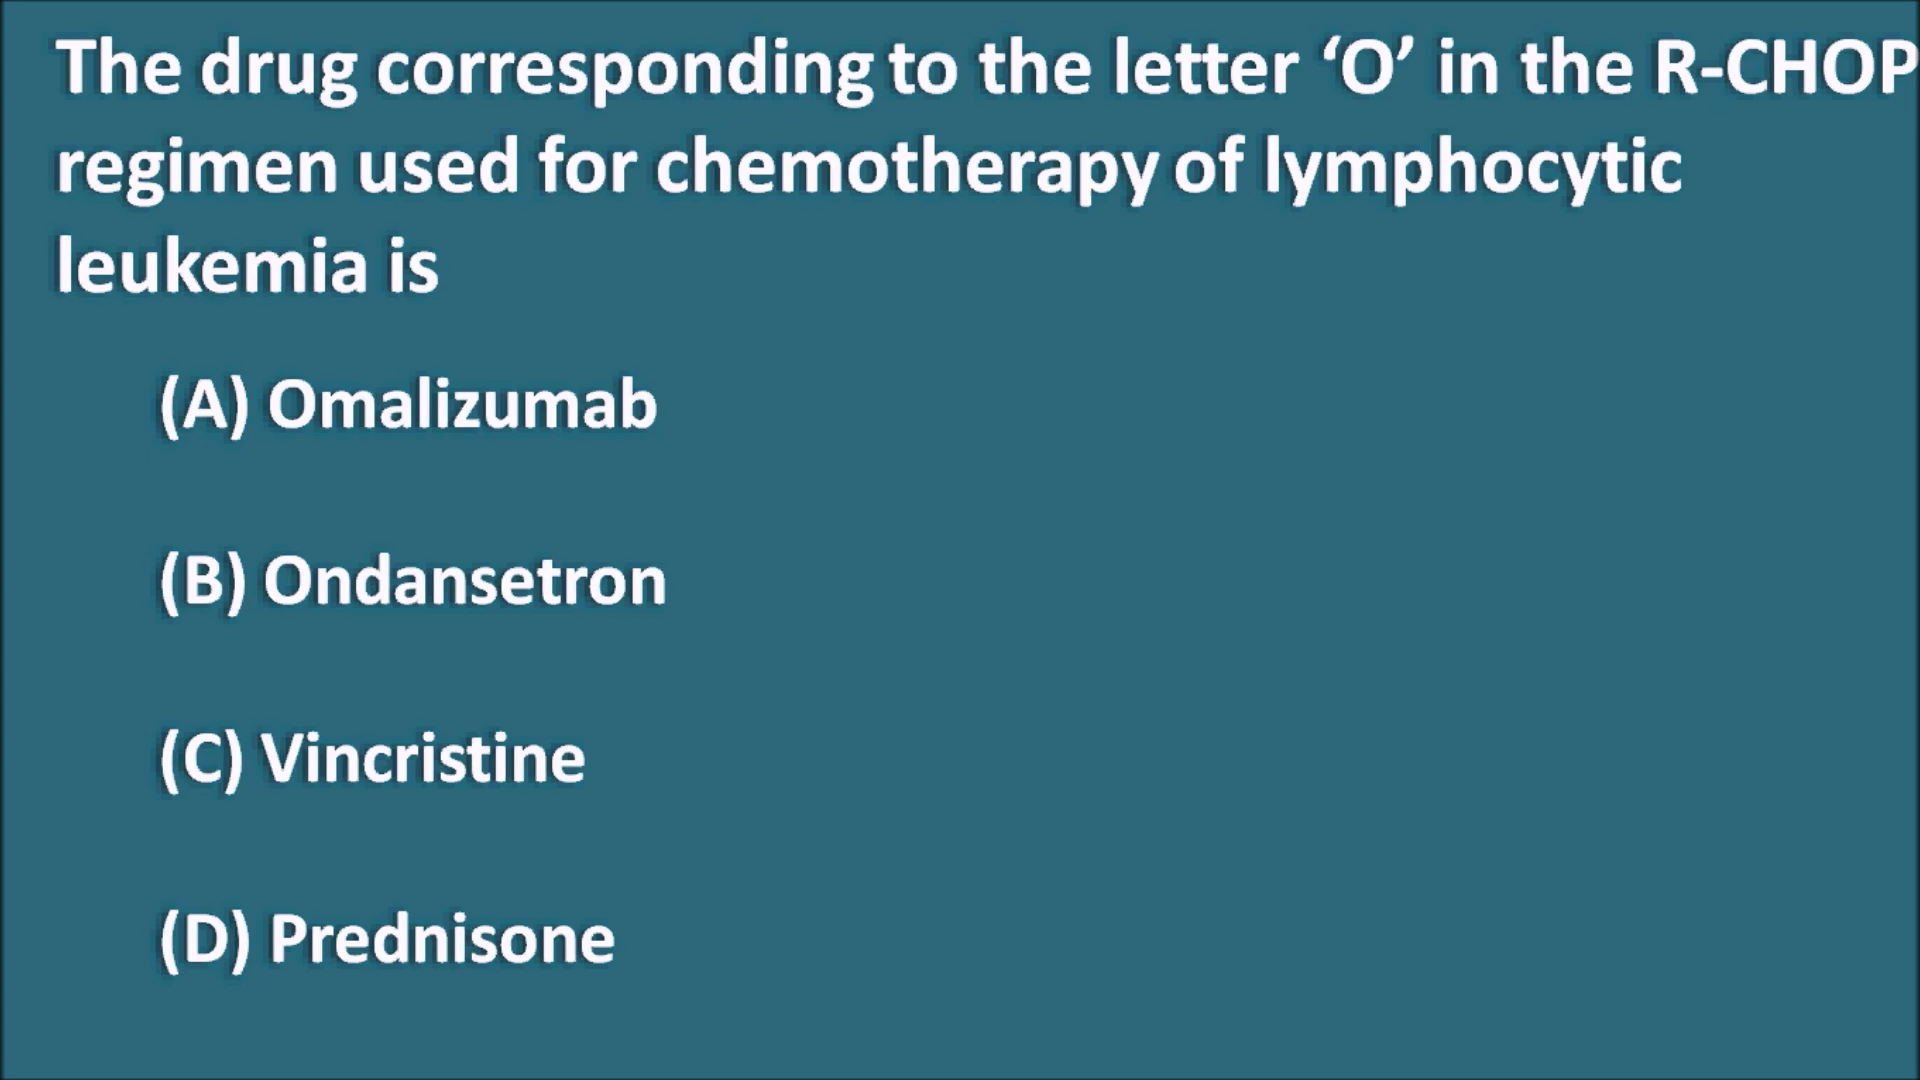 The drug corresponding to the letter ‘O’ in the R-CHOP
regimen used for chemotherapy of lymphocytic
leukemia is
(A) Omalizumab
(B) Ondansetron
(C) Vincristine
(D) Prednisone